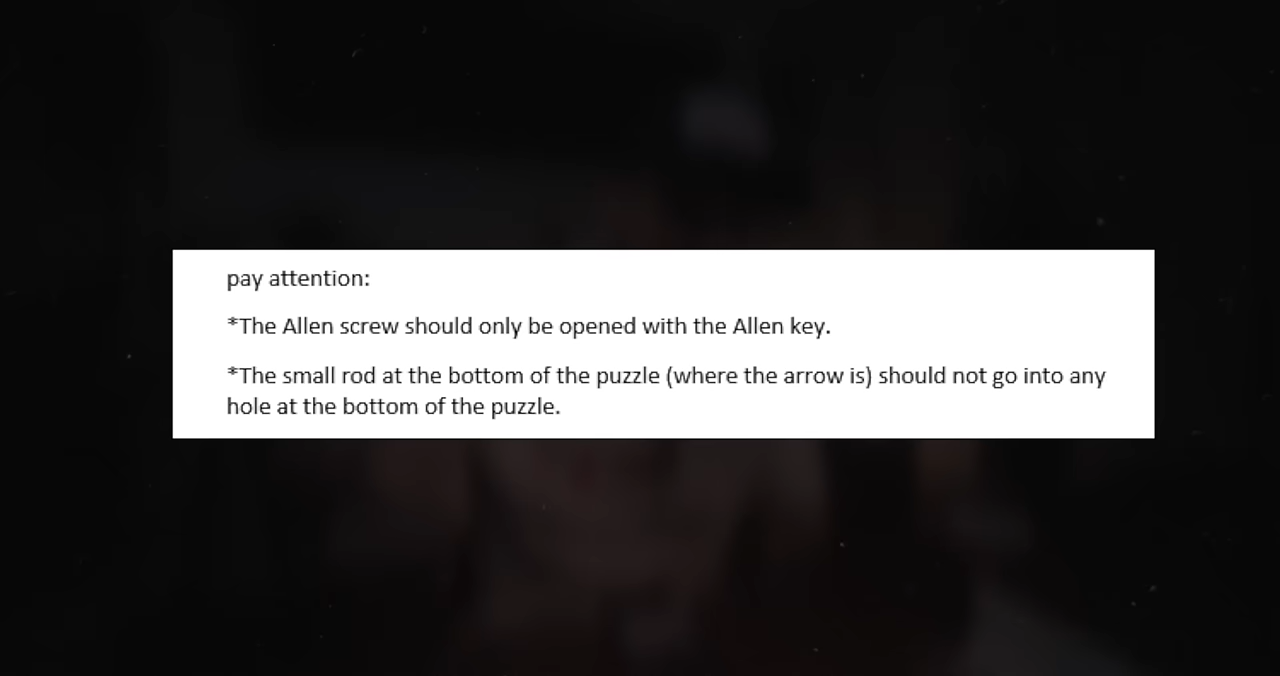 pay attention:
*The Allen screw should only be opened with the Allen key.
*The small rod at the bottom of the puzzle (where the arrow is) should not go into any
hole at the bottom of the puzzle.